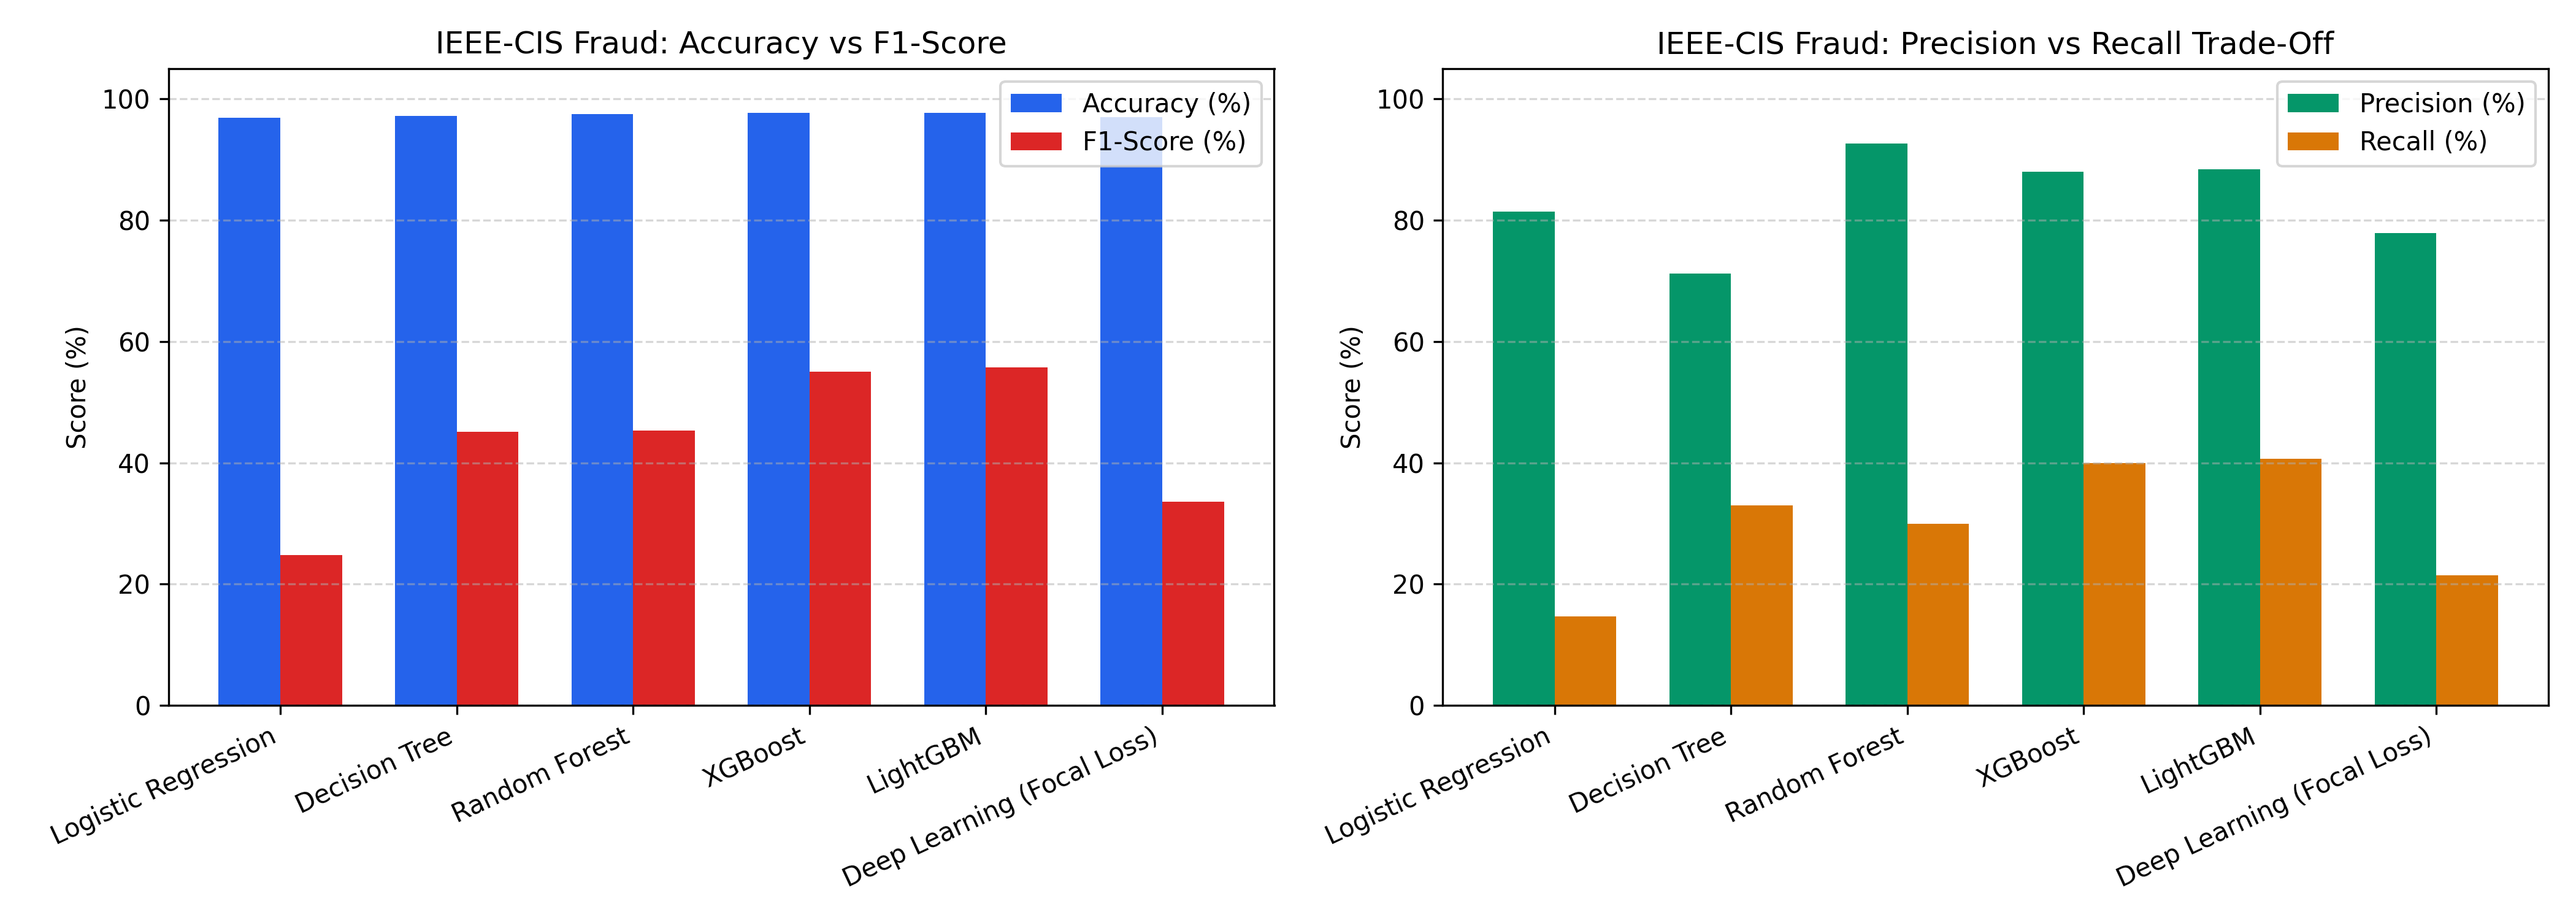 IEEE-CIS Fraud: Accuracy vs F1-Score
Accuracy (%)
F1-Score (%)
Score (%)
100
80
60
40
20
0
Logistic Regression
Decision Tree
Random Forest
XGBoost
LightGBM
Deep Learning (Focal Loss)
IEEE-CIS Fraud: Precision vs Recall Trade-Off
Precision (%)
Recall (%)
Score (%)
100
80
60
40
20
0
Logistic Regression
Decision Tree
Random Forest
XGBoost
LightGBM
Deep Learning (Focal Loss)